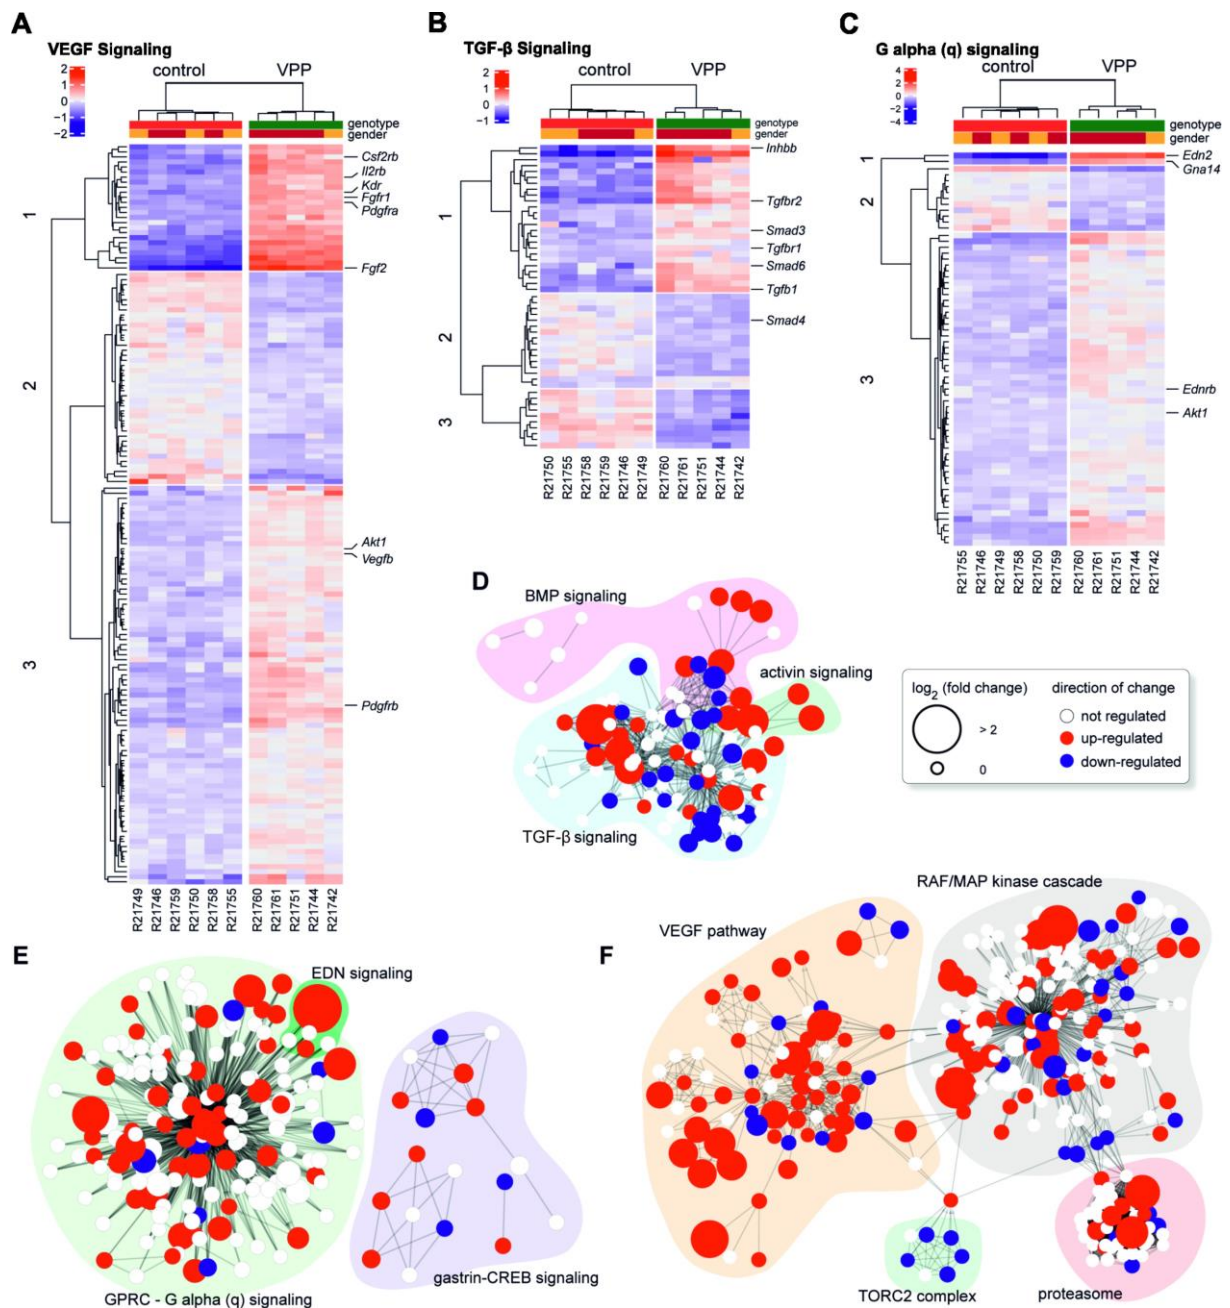 A
VEGF Signaling
control VPP
2
1
0
−1
−2
genotype
gender
Csf2rb
Il2rb
Kdr
Fgfr1
Pdgfra
Fgf2
Akt1
Vegfb
Pdgfrb
1
2
3
R21749
R21746
R21759
R21750
R21758
R21755
R21760
R21761
R21751
R21744
R21742
B
TGF-β Signaling
control VPP
2
1
0
−1
genotype
gender
Inhbb
Tgfbr2
Smad3
Tgfbr1
Smad6
Tgfb1
Smad4
1
2
3
R21750
R21755
R21758
R21759
R21746
R21749
R21760
R21761
R21751
R21744
R21742
C
G alpha (q) signaling
control VPP
4
2
0
−2
−4
genotype
gender
Edn2
Gna14
Ednrb
Akt1
1
2
3
R21755
R21746
R21749
R21758
R21750
R21759
R21760
R21761
R21751
R21744
R21742
D
BMP signaling
activin signaling
TGF-β signaling
log2 (fold change)
> 2
0
direction of change
not regulated
up-regulated
down-regulated
E
EDN signaling
GPRC - G alpha (q) signaling
gastrin-CREB signaling
F
VEGF pathway
RAF/MAP kinase cascade
TORC2 complex
proteasome